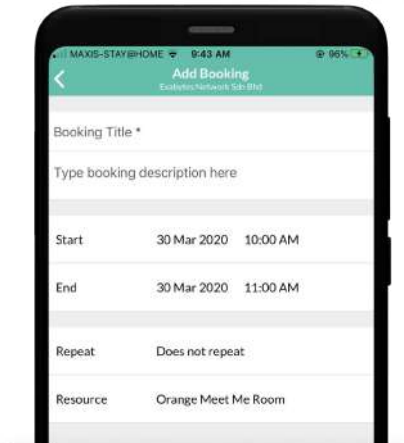 MAXIS-STAY@HOME 9:43 AM 96%
Add Booking
Exabytes Network Sdn Bhd
Booking Title *
Type booking description here
Start 30 Mar 2020 10:00 AM
End 30 Mar 2020 11:00 AM
Repeat Does not repeat
Resource Orange Meet Me Room